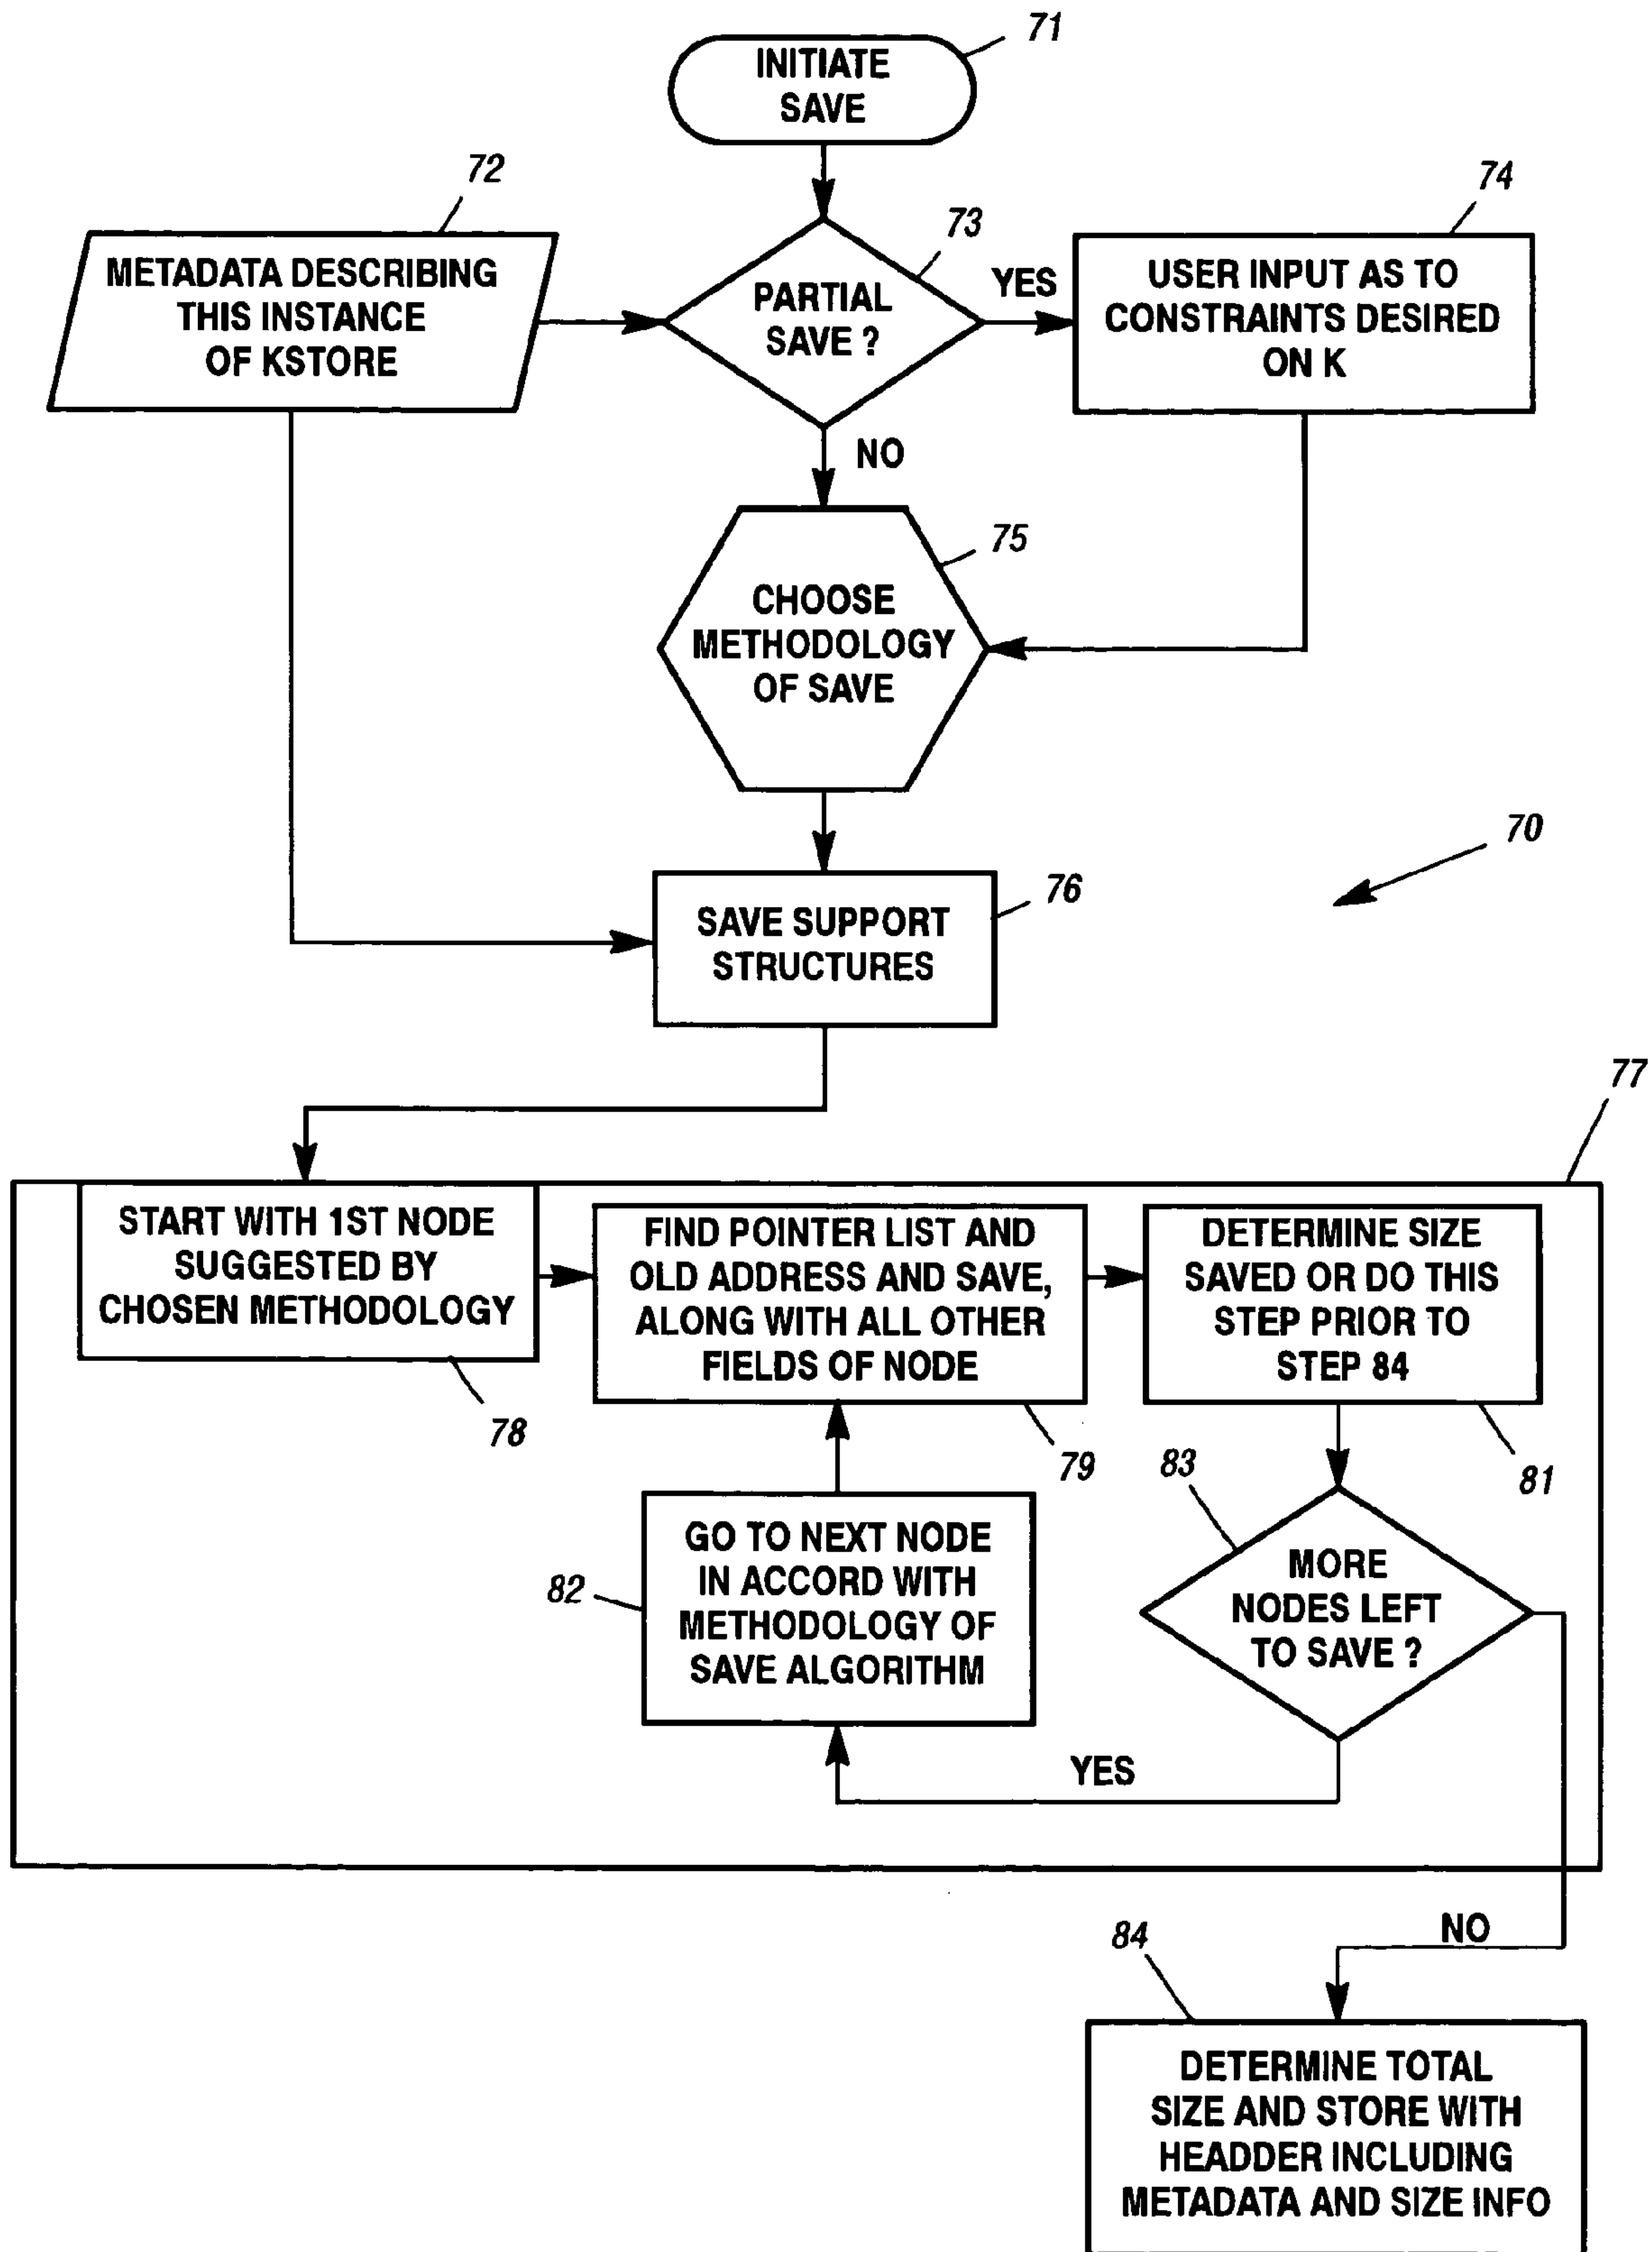 71
INITIATE
SAVE
72
METADATA DESCRIBING
THIS INSTANCE
OF KSTORE
73
PARTIAL
SAVE ?
YES
74
USER INPUT AS TO
CONSTRAINTS DESIRED
ON K
NO
75
CHOOSE
METHODOLOGY
OF SAVE
70
76
SAVE SUPPORT
STRUCTURES
77
START WITH 1ST NODE
SUGGESTED BY
CHOSEN METHODOLOGY
78
FIND POINTER LIST AND
OLD ADDRESS AND SAVE,
ALONG WITH ALL OTHER
FIELDS OF NODE
79
DETERMINE SIZE
SAVED OR DO THIS
STEP PRIOR TO
STEP 84
81
82
GO TO NEXT NODE
IN ACCORD WITH
METHODOLOGY OF
SAVE ALGORITHM
83
MORE
NODES LEFT
TO SAVE ?
YES
NO
84
DETERMINE TOTAL
SIZE AND STORE WITH
HEADDER INCLUDING
METADATA AND SIZE INFO